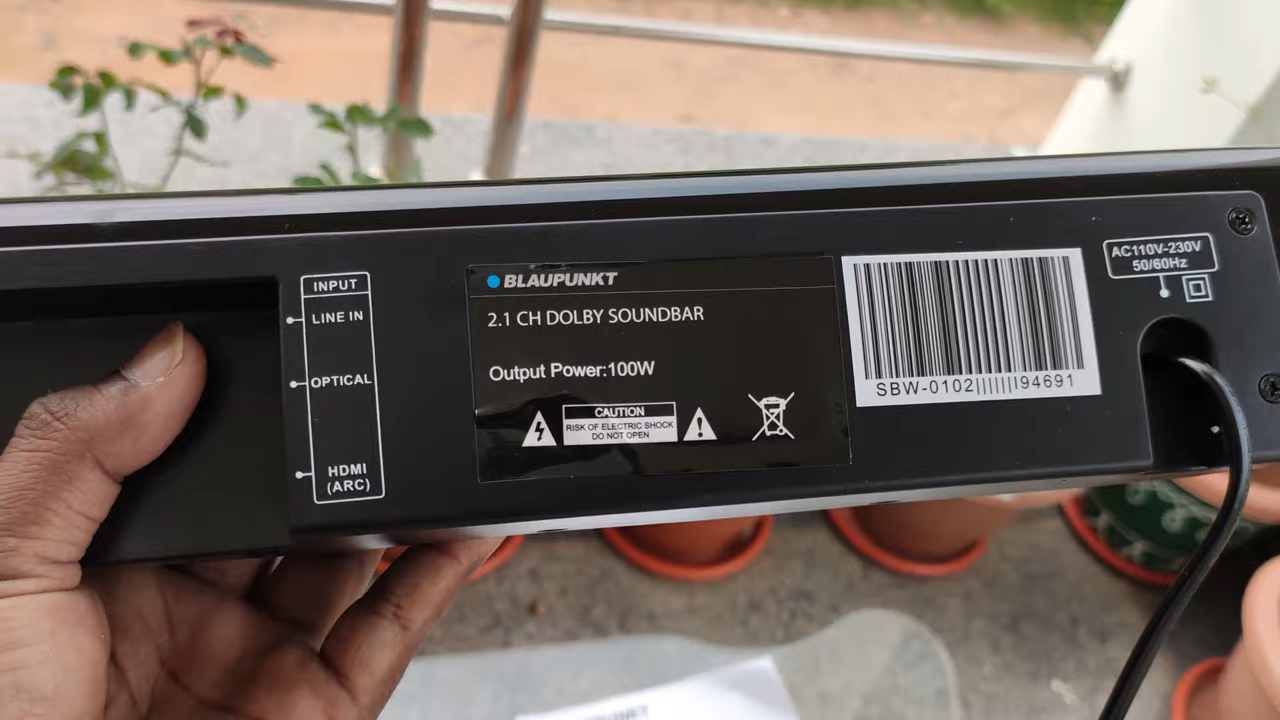 INPUT
LINE IN
OPTICAL
HDMI
(ARC)
BLAUPUNKT
2.1 CH DOLBY SOUNDBAR
Output Power:100W
CAUTION
RISK OF ELECTRIC SHOCK
DO NOT OPEN
SBW-0102||||||94691
AC110V-230V
50/60Hz